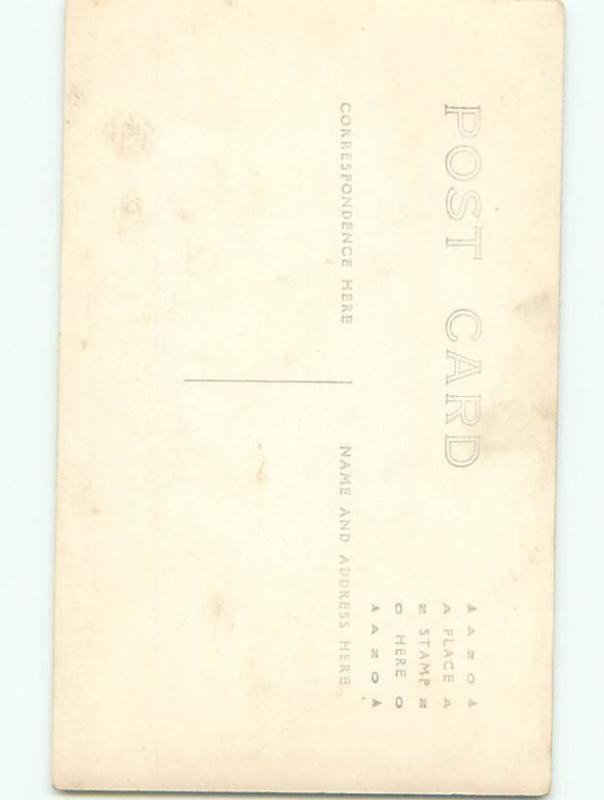 POST CARD
CORRESPONDENCE HERE
NAME AND ADDRESS HERE
▲ A Z O ▲
A PLACE A
Z STAMP Z
O HERE O
▲ A Z O ▲